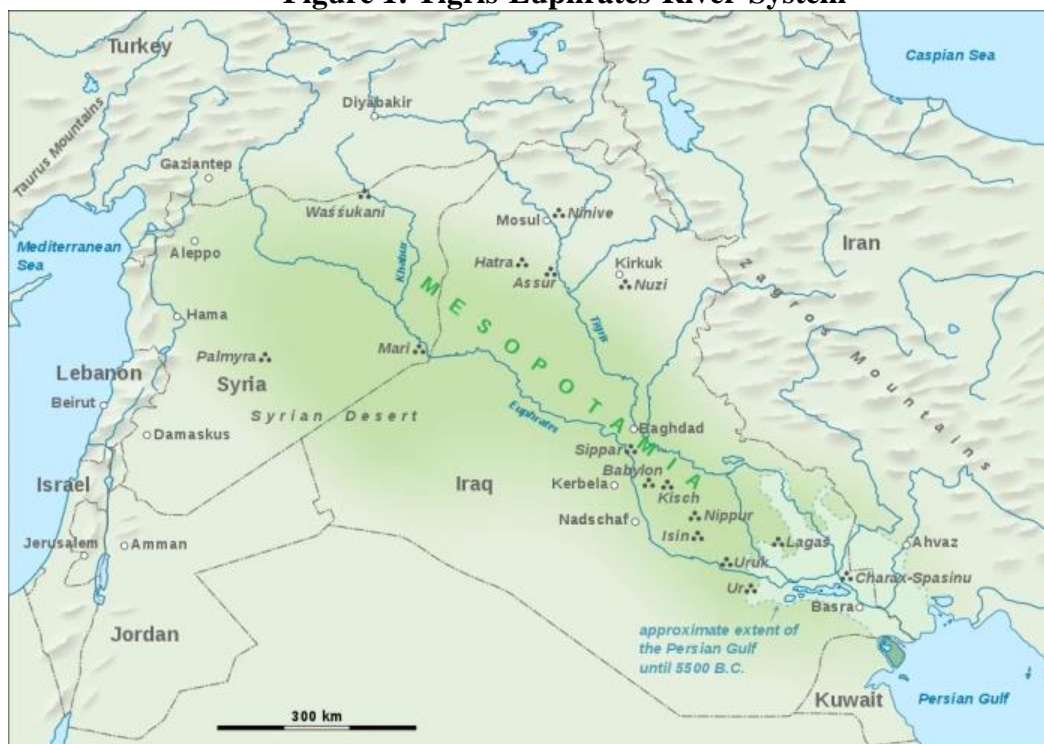 Figure 1: Tigris-Euphrates River System
Turkey
Caspian Sea
Diyabakir
Taurus Mountains
Gaziantep
Wassukani
Mosul
Ninive
Mediterranean
Sea
Aleppo
Khabur
Hatra
Assur
Kirkuk
Nuzi
Iran
Zagros Mountains
MESOPOTAMIA
Hama
Tigris
Palmyra
Mari
Lebanon
Syria
Beirut
Syrian Desert
Euphrates
Damaskus
Baghdad
Sippar
Babylon
Israel
Iraq
Kerbela
Kisch
Nadschaf
Nippur
Isin
Lagas
Jerusalem
Amman
Ahvaz
Uruk
Charax-Spasinu
Ur
Basra
Jordan
approximate extent of
the Persian Gulf
until 5500 B.C.
Kuwait
Persian Gulf
300 km